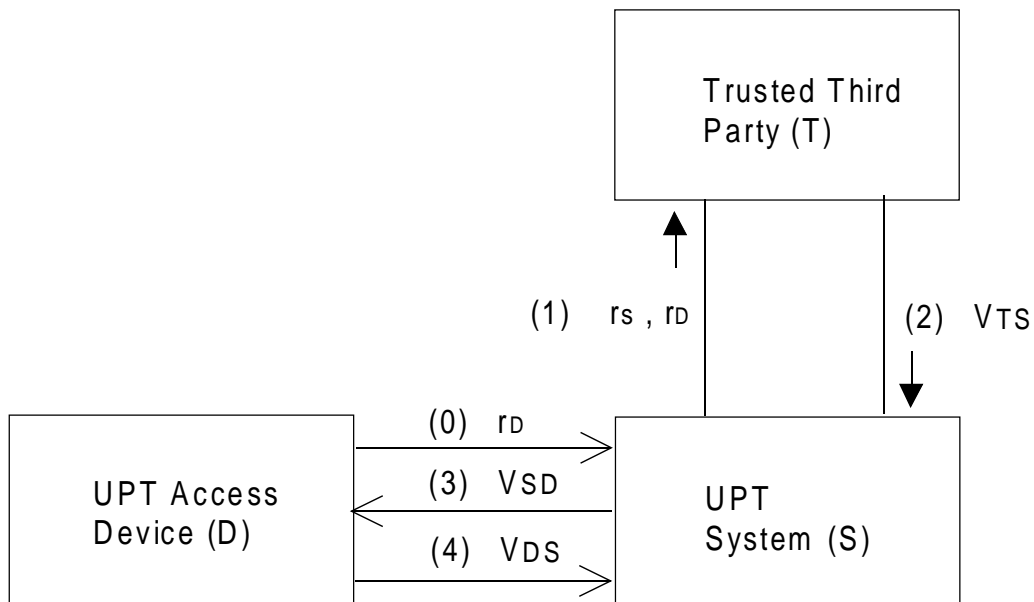 Trusted Third
Party (T)
(1) rs , rD
(2) VTS
(0) rD
(3) VSD
(4) VDS
UPT Access
Device (D)
UPT
System (S)